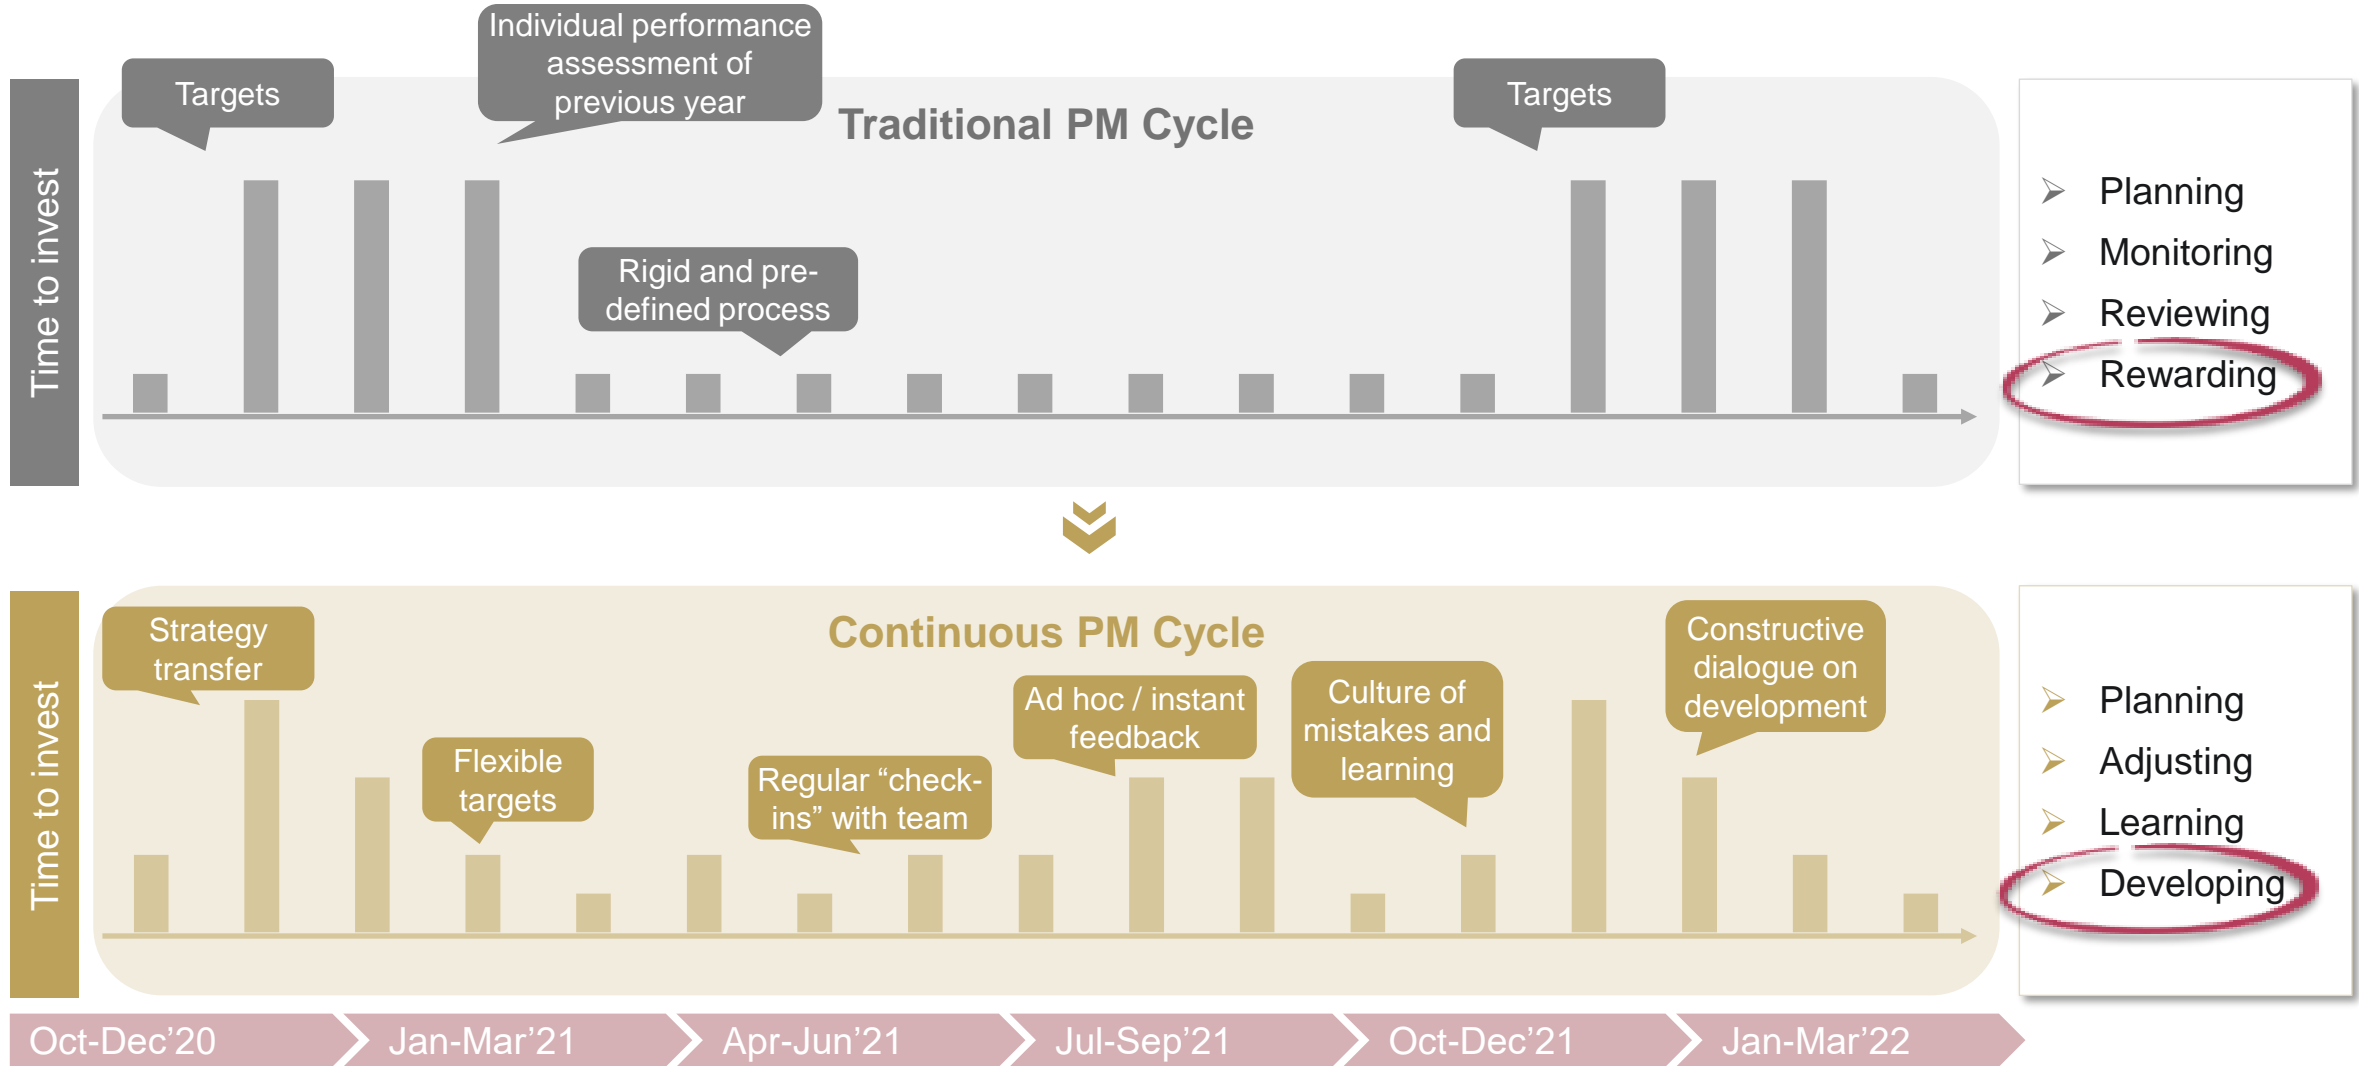 Individual performance
assessment of
previous year
Targets
Targets
Traditional PM Cycle
Time to invest
Rigid and pre-
defined process
Planning
Monitoring
Reviewing
Rewarding
Strategy
transfer
Continuous PM Cycle
Constructive
dialogue on
development
Time to invest
Flexible
targets
Regular “check-
ins” with team
Ad hoc / instant
feedback
Culture of
mistakes and
learning
Planning
Adjusting
Learning
Developing
Oct-Dec’20
Jan-Mar’21
Apr-Jun’21
Jul-Sep’21
Oct-Dec’21
Jan-Mar’22